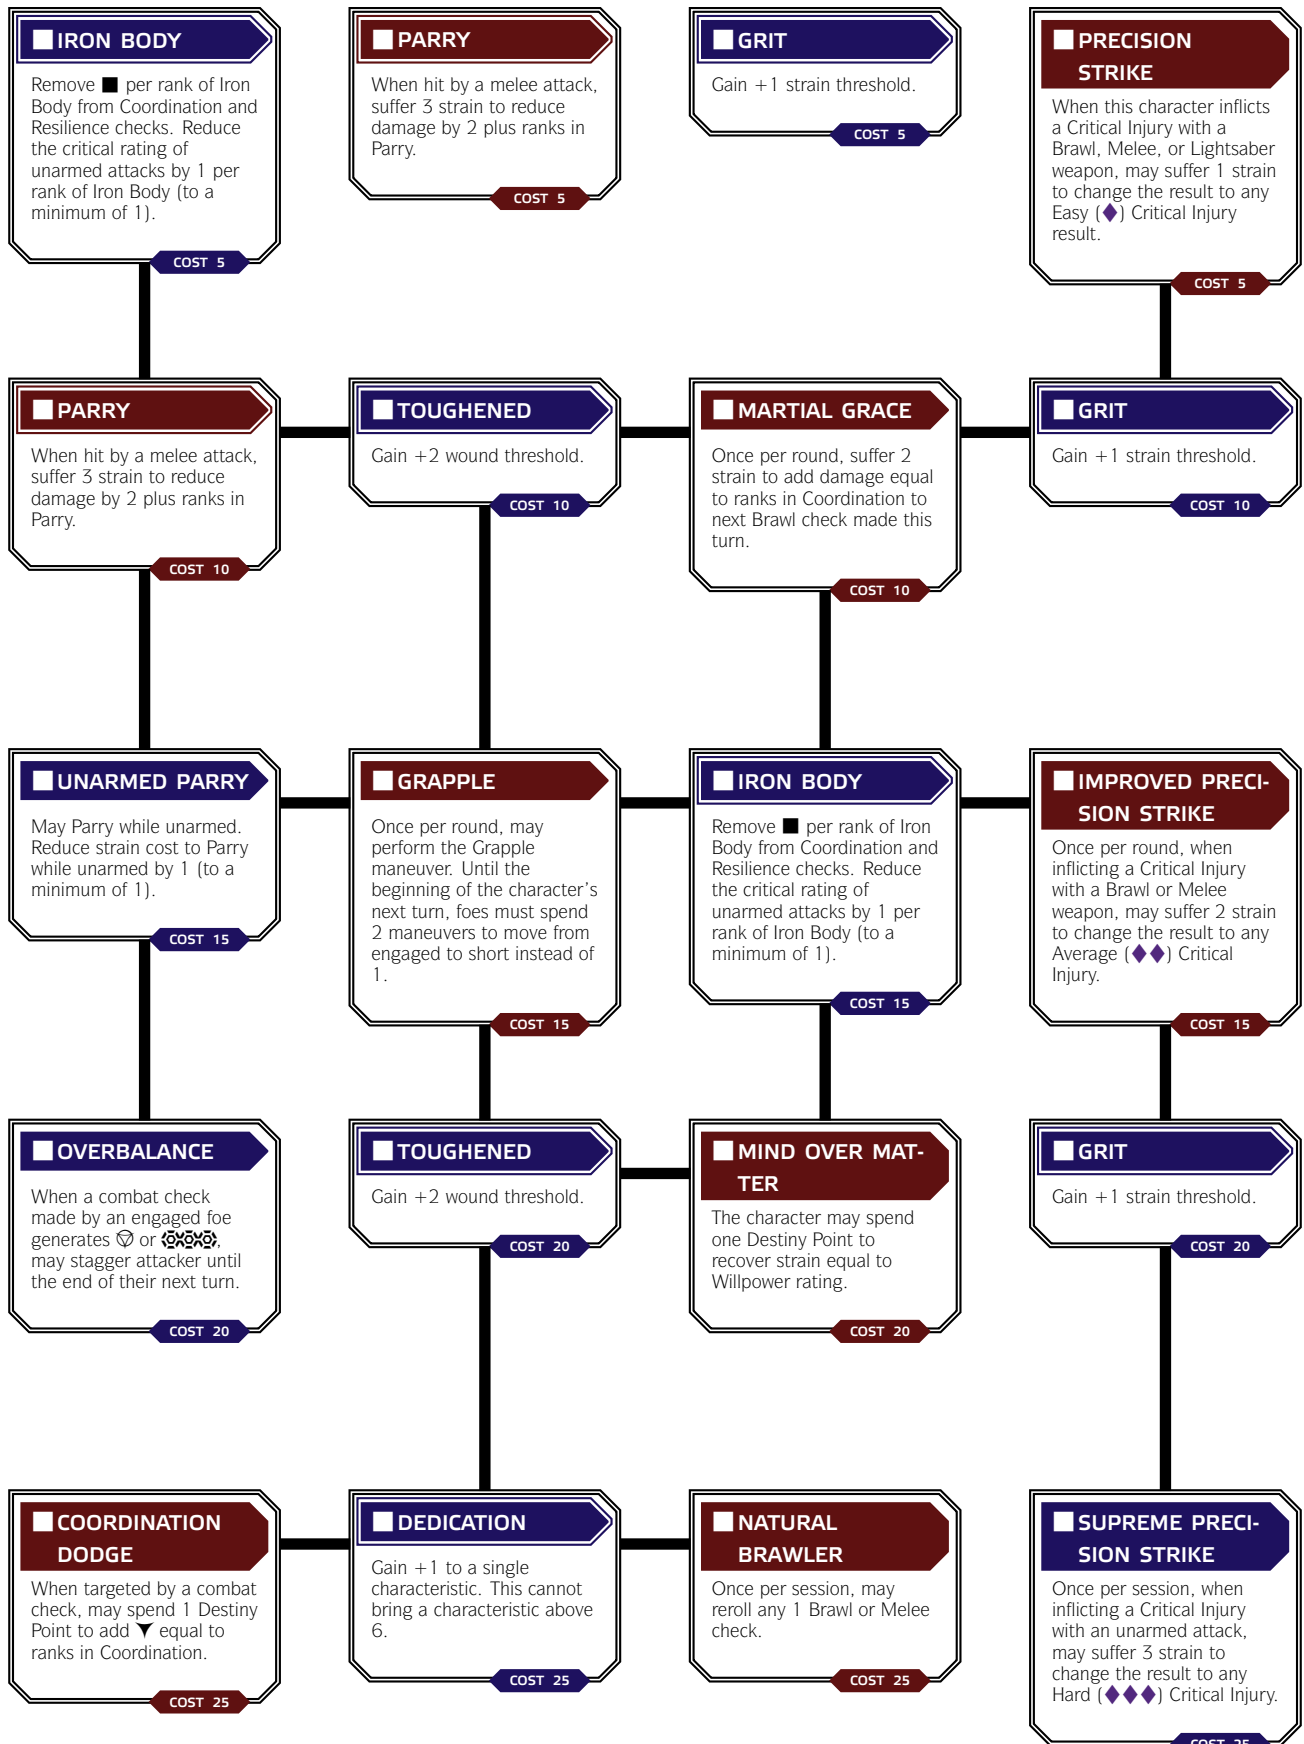 IRON BODY
Remove ■ per rank of Iron
Body from Coordination and
Resilience checks. Reduce
the critical rating of
unarmed attacks by 1 per
rank of Iron Body (to a
minimum of 1).
COST 5
PARRY
When hit by a melee attack,
suffer 3 strain to reduce
damage by 2 plus ranks in
Parry.
COST 5
GRIT
Gain +1 strain threshold.
COST 5
PRECISION
STRIKE
When this character inflicts
a Critical Injury with a
Brawl, Melee, or Lightsaber
weapon, may suffer 1 strain
to change the result to any
Easy (♦) Critical Injury
result.
COST 5
PARRY
When hit by a melee attack,
suffer 3 strain to reduce
damage by 2 plus ranks in
Parry.
COST 10
TOUGHENED
Gain +2 wound threshold.
COST 10
MARTIAL GRACE
Once per round, suffer 2
strain to add damage equal
to ranks in Coordination to
next Brawl check made this
turn.
COST 10
GRIT
Gain +1 strain threshold.
COST 10
UNARMED PARRY
May Parry while unarmed.
Reduce strain cost to Parry
while unarmed by 1 (to a
minimum of 1).
COST 15
GRAPPLE
Once per round, may
perform the Grapple
maneuver. Until the
beginning of the character's
next turn, foes must spend
2 maneuvers to move from
engaged to short instead of
1.
COST 15
IRON BODY
Remove ■ per rank of Iron
Body from Coordination and
Resilience checks. Reduce
the critical rating of
unarmed attacks by 1 per
rank of Iron Body (to a
minimum of 1).
COST 15
IMPROVED PRECI-
SION STRIKE
Once per round, when
inflicting a Critical Injury
with a Brawl or Melee
weapon, may suffer 2 strain
to change the result to any
Average (♦♦) Critical
Injury.
COST 15
OVERBALANCE
When a combat check
made by an engaged foe
generates or ,
may stagger attacker until
the end of their next turn.
COST 20
TOUGHENED
Gain +2 wound threshold.
COST 20
MIND OVER MAT-
TER
The character may spend
one Destiny Point to
recover strain equal to
Willpower rating.
COST 20
GRIT
Gain +1 strain threshold.
COST 20
COORDINATION
DODGE
When targeted by a combat
check, may spend 1 Destiny
Point to add equal to
ranks in Coordination.
COST 25
DEDICATION
Gain +1 to a single
characteristic. This cannot
bring a characteristic above
6.
COST 25
NATURAL
BRAWLER
Once per session, may
reroll any 1 Brawl or Melee
check.
COST 25
SUPREME PRECI-
SION STRIKE
Once per session, when
inflicting a Critical Injury
with an unarmed attack,
may suffer 3 strain to
change the result to any
Hard (♦♦♦) Critical Injury.
COST 25